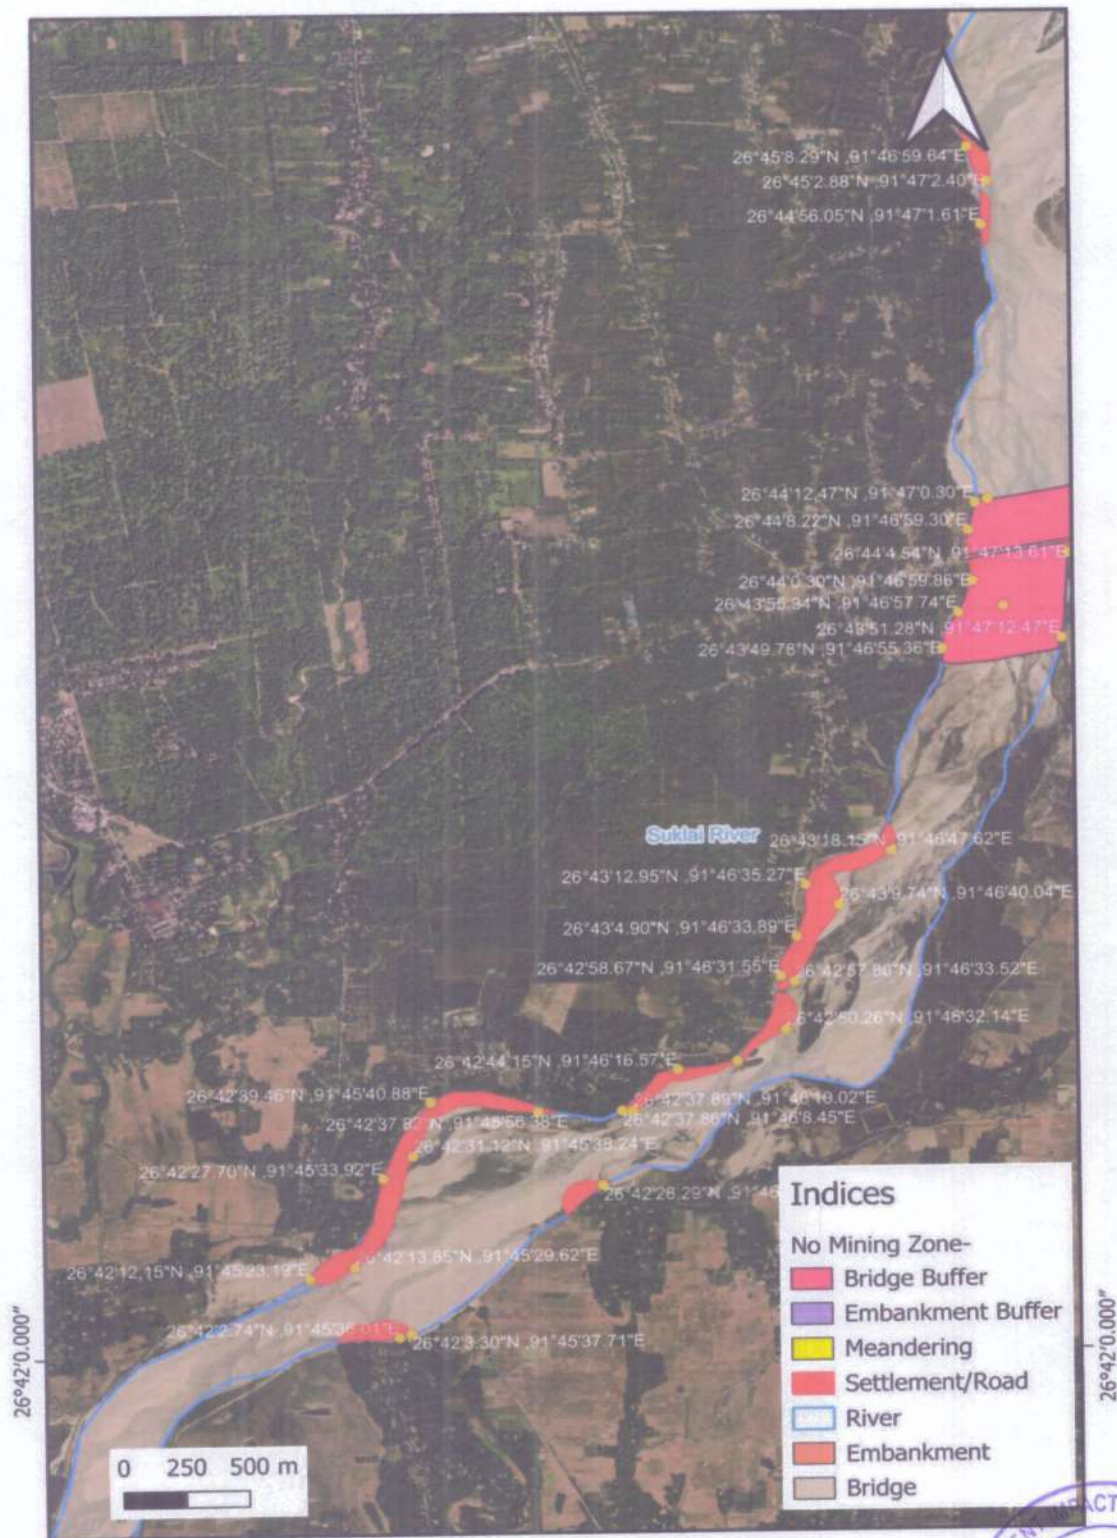 26°45'8.29"N ,91°46'59.64"E
26°45'2.88"N ,91°47'2.40"E
26°44'56.05"N ,91°47'1.61"E
26°44'12.47"N ,91°47'0.30"E
26°44'8.22"N ,91°46'59.30"E
26°44'4.54"N ,91°47'13.61"E
26°44'0.30"N ,91°46'59.86"E
26°43'55.34"N ,91°46'57.74"E
26°43'51.28"N ,91°47'12.47"E
26°43'49.78"N ,91°46'55.36"E
Suklai River
26°43'18.15"N ,91°46'47.62"E
26°43'12.95"N ,91°46'35.27"E
26°43'9.74"N ,91°46'40.04"E
26°43'4.90"N ,91°46'33.89"E
26°42'58.67"N ,91°46'31.55"E
26°42'57.80"N ,91°46'33.52"E
26°42'50.26"N ,91°46'32.14"E
26°42'44.15"N ,91°46'16.57"E
26°42'39.46"N ,91°45'40.88"E
26°42'37.89"N ,91°46'10.02"E
26°42'37.86"N ,91°46'8.45"E
26°42'37.82"N ,91°45'56.38"E
26°42'31.12"N ,91°45'38.24"E
26°42'27.70"N ,91°45'33.92"E
26°42'28.29"N ,91°46
26°42'13.85"N ,91°45'29.62"E
26°42'12.15"N ,91°45'23.19"E
26°42'2.74"N
26°42'3.30"N ,91°45'37.71"E
26°42'0.000"
26°42'0.000"
Indices
No Mining Zone-
Bridge Buffer
Embankment Buffer
Meandering
Settlement/Road
River
Embankment
Bridge
0 250 500 m